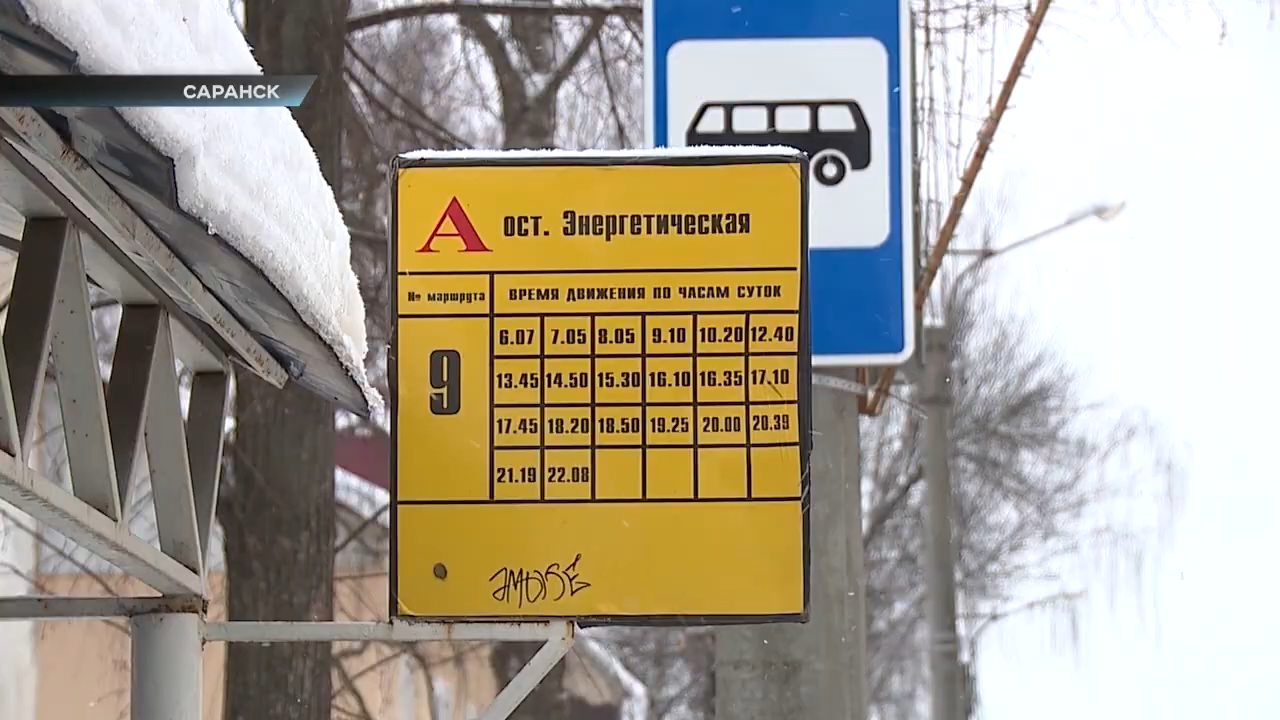 САРАНСК
А ост. Энергетическая
№ маршрута ВРЕМЯ ДВИЖЕНИЯ ПО ЧАСАМ СУТОК
9
6.07 7.05 8.05 9.10 10.20 12.40
13.45 14.50 15.30 16.10 16.35 17.10
17.45 18.20 18.50 19.25 20.00 20.39
21.19 22.08